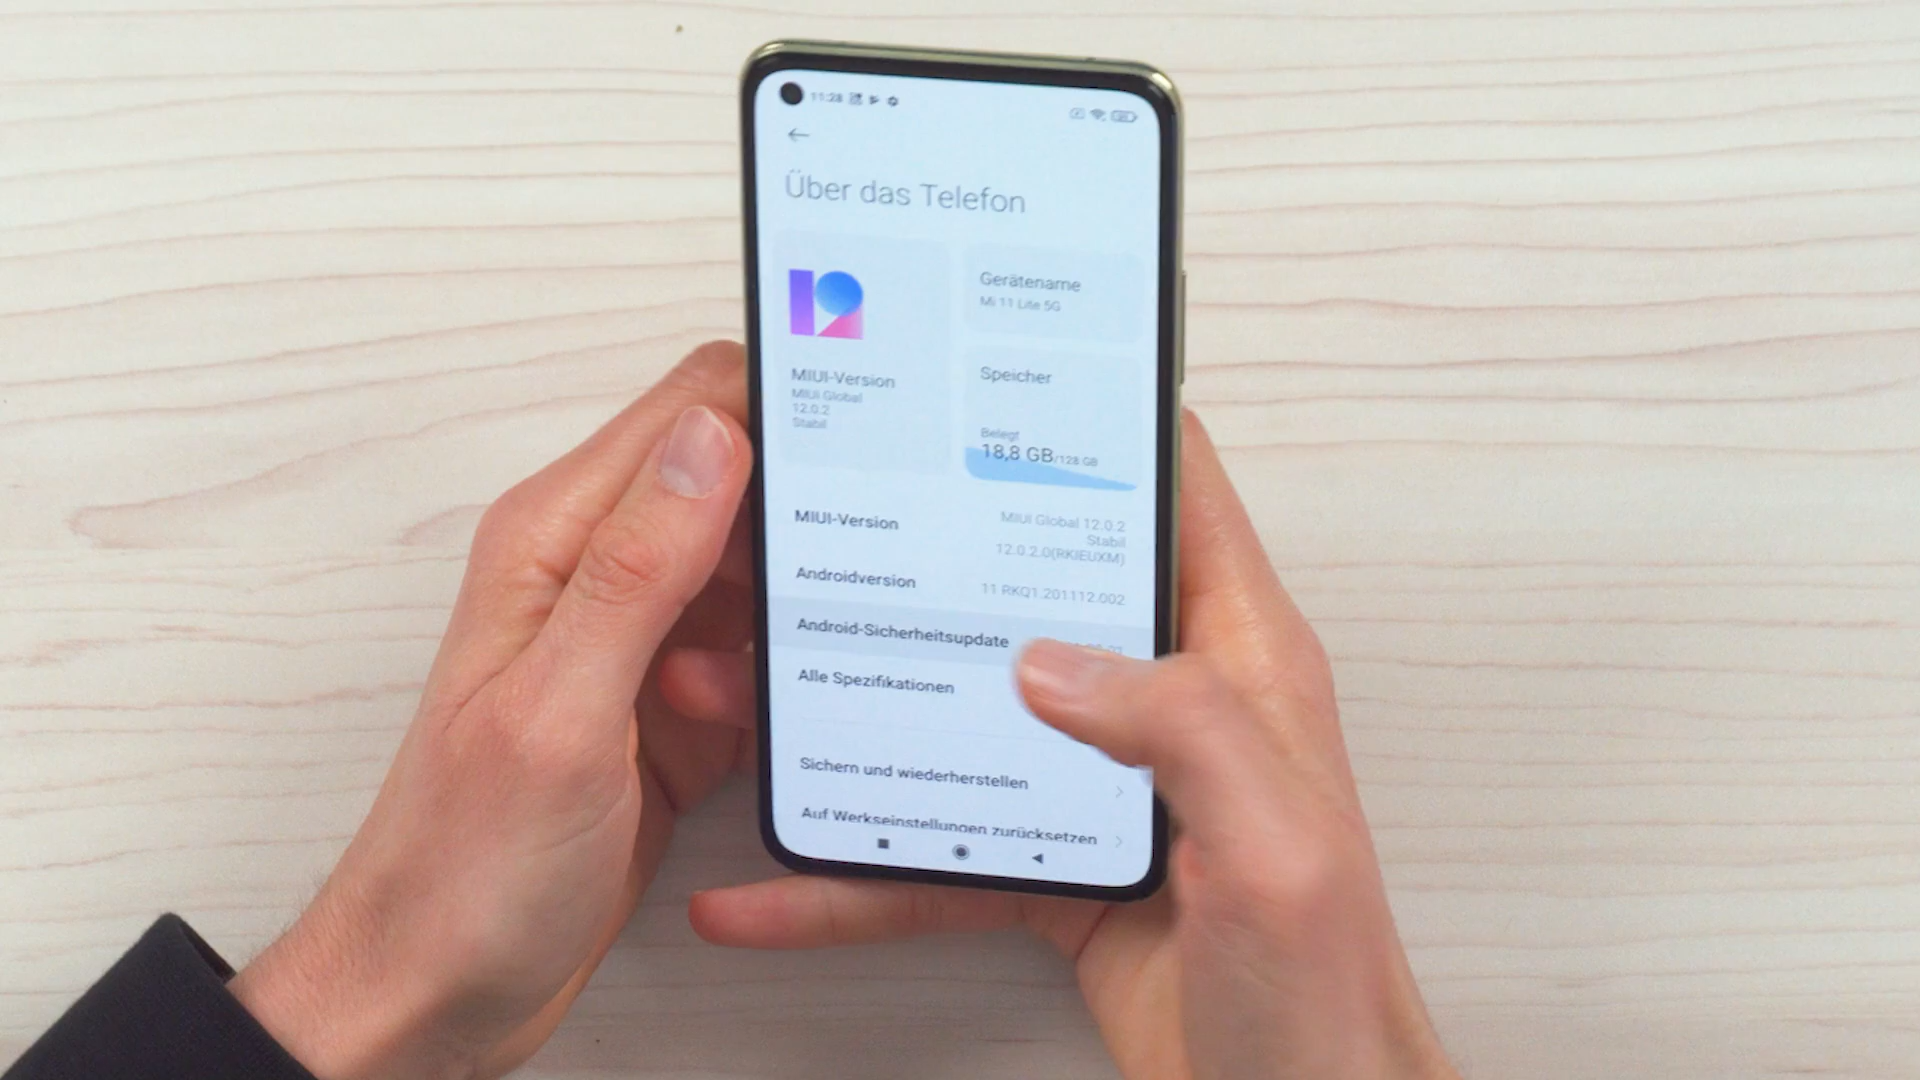 11:28
Über das Telefon
12
MIUI-Version
MIUI Global
12.0.2
Stabil
Gerätename
Mi 11 Lite 5G
Speicher
Belegt
18,8 GB/128 GB
MIUI-Version
MIUI Global 12.0.2
Stabil
12.0.2.0(RKIEUXM)
Androidversion
11 RKQ1.201112.002
Android-Sicherheitsupdate
Alle Spezifikationen
Sichern und wiederherstellen
Auf Werkseinstellungen zurücksetzen